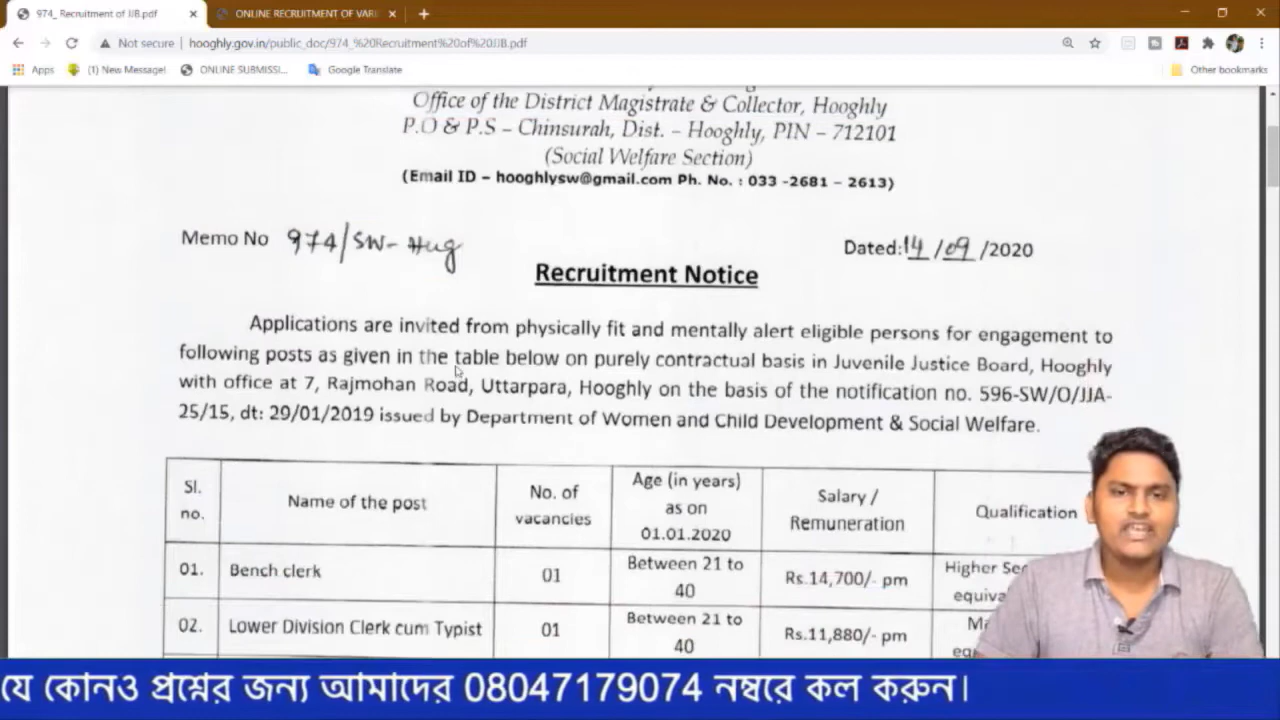 974_ Recruitment of JJB.pdf
ONLINE RECRUITMENT OF VARI
Not secure | hooghly.gov.in/public_doc/974_%20Recruitment%20of%20JJB.pdf
Apps
(1) New Message!
ONLINE SUBMISSI...
Google Translate
Other bookmarks
Office of the District Magistrate & Collector, Hooghly
P.O & P.S – Chinsurah, Dist. – Hooghly, PIN – 712101
(Social Welfare Section)
(Email ID – hooghlysw@gmail.com Ph. No. : 033 -2681 - 2613)
Memo No 974/SW-Hug
Dated:14/09/2020
Recruitment Notice
Applications are invited from physically fit and mentally alert eligible persons for engagement to
following posts as given in the table below on purely contractual basis in Juvenile Justice Board, Hooghly
with office at 7, Rajmohan Road, Uttarpara, Hooghly on the basis of the notification no. 596-SW/O/JJA-
25/15, dt: 29/01/2019 issued by Department of Women and Child Development & Social Welfare.
Sl. no.
Name of the post
No. of vacancies
Age (in years) as on 01.01.2020
Salary / Remuneration
Qualification
01.
Bench clerk
01
Between 21 to 40
Rs.14,700/- pm
Higher Se
equiva
02.
Lower Division Clerk cum Typist
01
Between 21 to 40
Rs.11,880/- pm
যে কোনও প্রশ্নের জন্য আমাদের 08047179074 নম্বরে কল করুন।